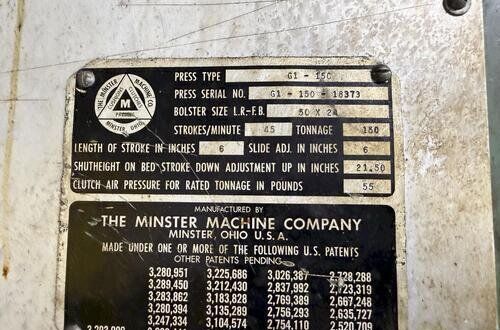 THE MINSTER MACHINE CO.
M
MINSTER, OHIO
PRESS TYPE G1-150
PRESS SERIAL NO. G1-150-18373
BOLSTER SIZE L.R.-F.B. 50 X 24
STROKES/MINUTE 45 TONNAGE 150
LENGTH OF STROKE IN INCHES 6 SLIDE ADJ. IN INCHES 6
SHUTHEIGHT ON BED STROKE DOWN ADJUSTMENT UP IN INCHES 21.50
CLUTCH AIR PRESSURE FOR RATED TONNAGE IN POUNDS 55
MANUFACTURED BY
THE MINSTER MACHINE COMPANY
MINSTER, OHIO U.S.A.
MADE UNDER ONE OR MORE OF THE FOLLOWING U.S. PATENTS
OTHER PATENTS PENDING
3,280,951 3,225,686 3,026,387 2,728,288
3,289,450 3,212,430 2,837,992 2,723,319
3,283,862 3,183,828 2,769,389 2,667,248
3,280,394 3,135,289 2,756,293 2,635,727
3,247,334 3,104,574 2,754,110 2,520,709